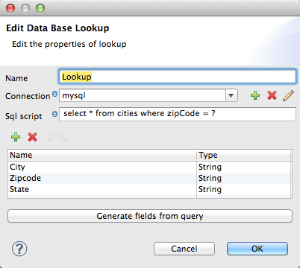 Edit Data Base Lookup
Edit the properties of lookup
Name Lookup
Connection mysql
Sql script select * from cities where zipCode = ?
Name Type
City String
Zipcode String
State String
Generate fields from query
? Cancel OK